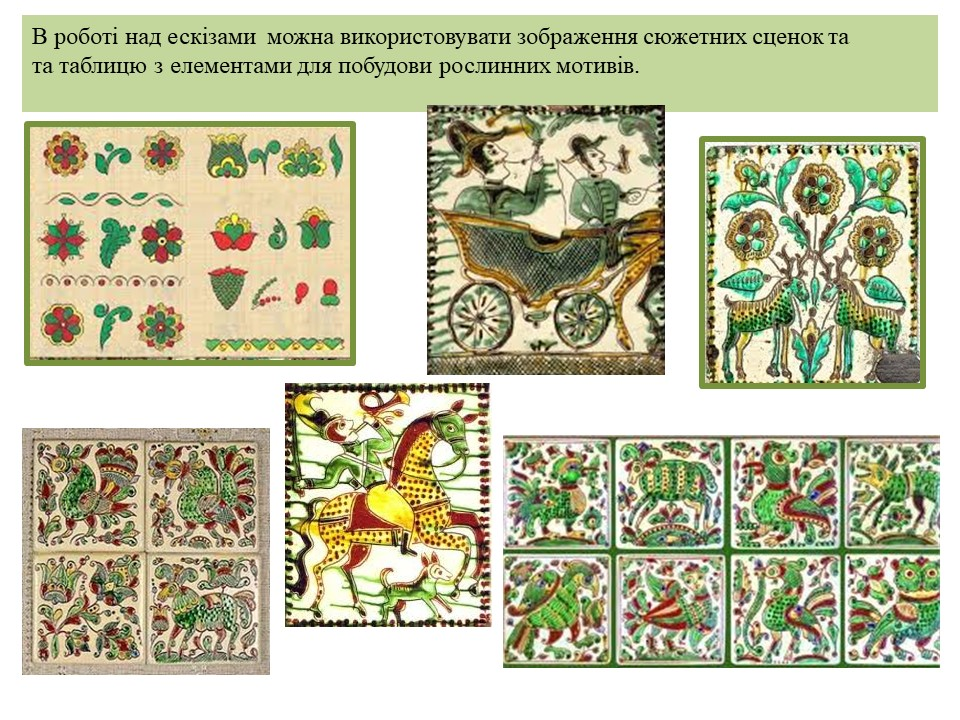 В роботі над ескізами можна використовувати зображення сюжетних сценок та
та таблицю з елементами для побудови рослинних мотивів.